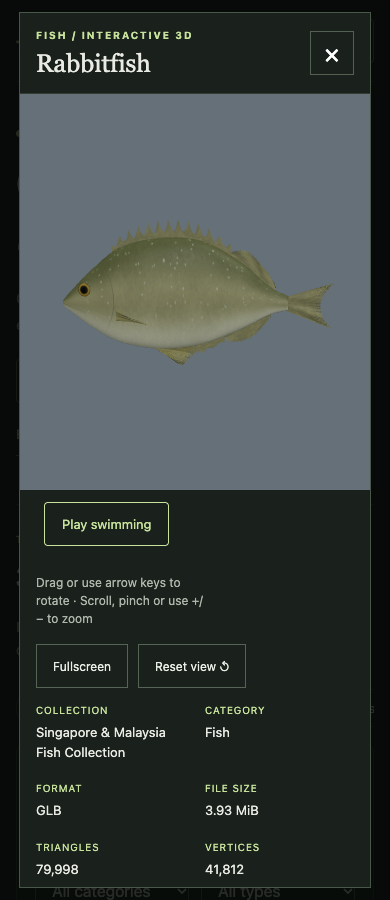 FISH / INTERACTIVE 3D
Rabbitfish
×
Play swimming
Drag or use arrow keys to
rotate · Scroll, pinch or use +/
− to zoom
Fullscreen
Reset view ↺
COLLECTION
CATEGORY
Singapore & Malaysia
Fish Collection
Fish
FORMAT
FILE SIZE
GLB
3.93 MiB
TRIANGLES
VERTICES
79,998
41,812
All categories
All types